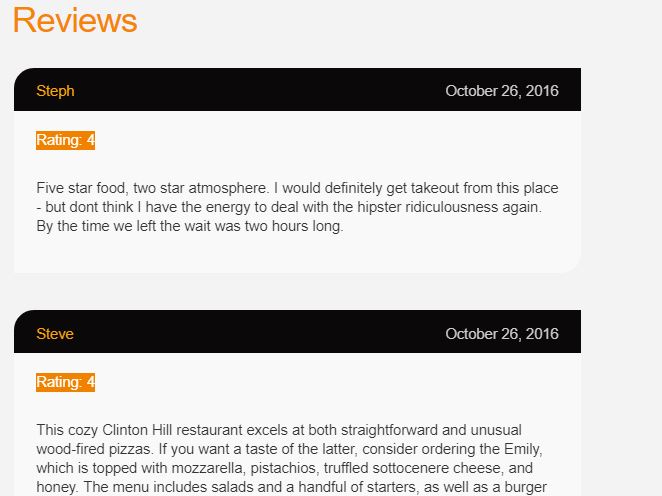 Reviews
Steph
October 26, 2016
Rating: 4
Five star food, two star atmosphere. I would definitely get takeout from this place
- but dont think I have the energy to deal with the hipster ridiculousness again.
By the time we left the wait was two hours long.
Steve
October 26, 2016
Rating: 4
This cozy Clinton Hill restaurant excels at both straightforward and unusual
wood-fired pizzas. If you want a taste of the latter, consider ordering the Emily,
which is topped with mozzarella, pistachios, truffled sottocenere cheese, and
honey. The menu includes salads and a handful of starters, as well as a burger